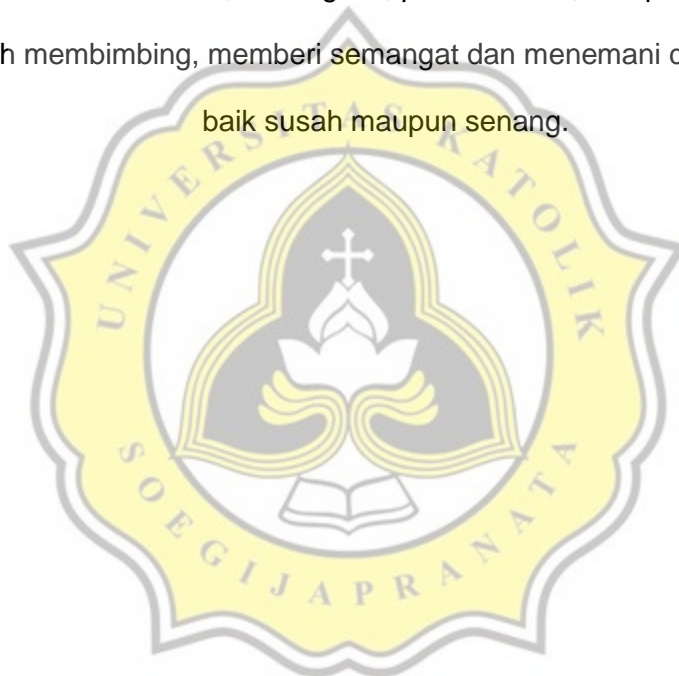 h membimbing, memberi semangat dan menemani
baik susah maupun senang.
UNIVERSITAS KATOLIK
SOEGIJAPRANATA